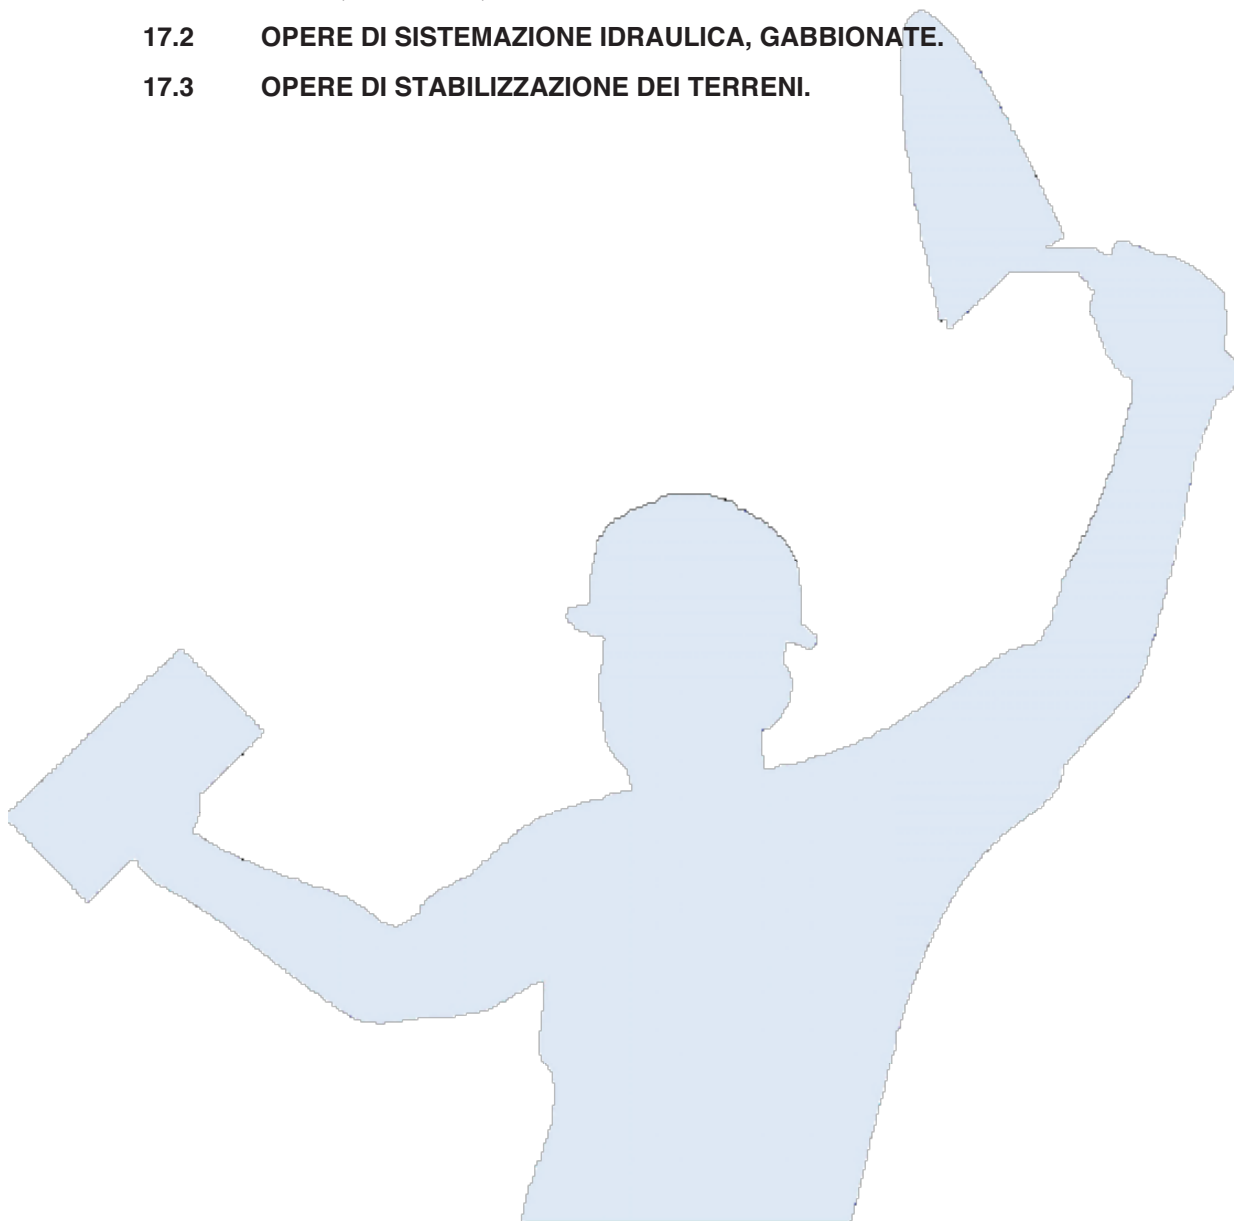 17.2 OPERE DI SISTEMAZIONE IDRAULICA, GABBIONATE.
17.3 OPERE DI STABILIZZAZIONE DEI TERRENI.